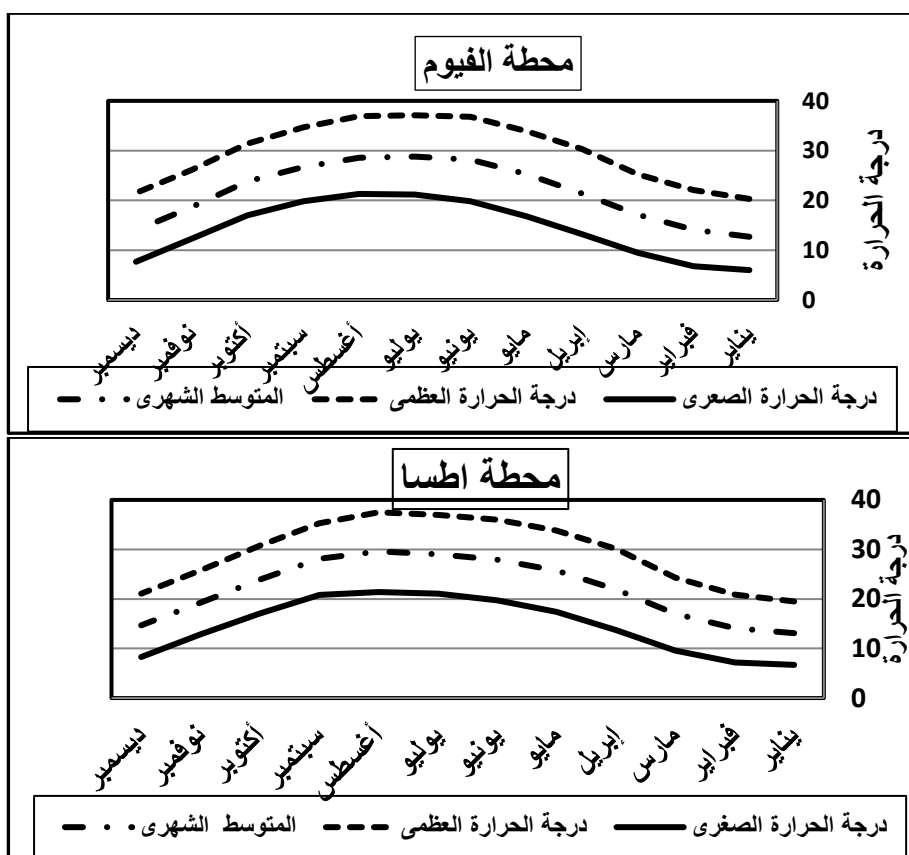 محطة الفيوم
40
30
20
10
0
درجة الحرارة
يناير
فبراير
مارس
إبريل
مايو
يونيو
يوليو
أغسطس
سبتمبر
أكتوبر
نوفمبر
ديسمبر
درجة الحرارة الصعرى درجة الحرارة العظمى المتوسط الشهرى
محطة اطسا
40
30
20
10
0
درجة الحرارة
يناير
فبراير
مارس
إبريل
مايو
يونيو
يوليو
أغسطس
سبتمبر
أكتوبر
نوفمبر
ديسمبر
درجة الحرارة الصغرى درجة الحرارة العظمى المتوسط الشهرى